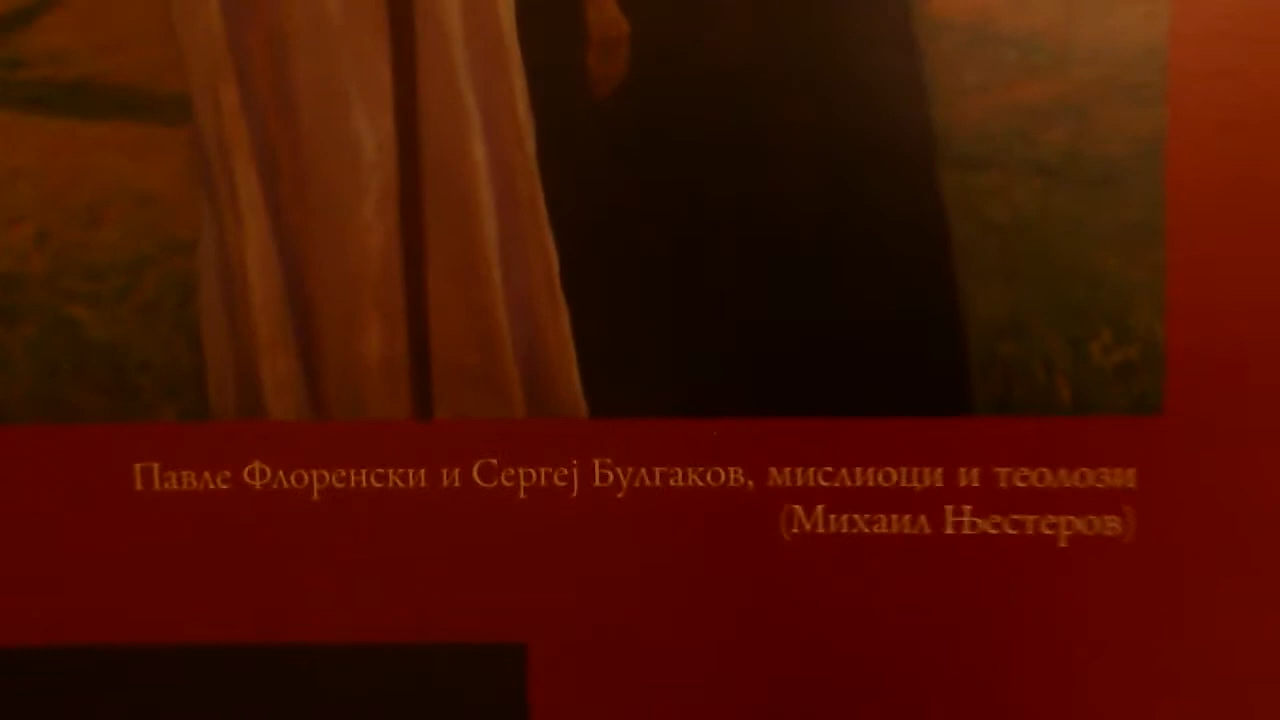 Павле Флоренски и Сергеј Булгаков, мислиоци и теолози
(Михаил Њестеров)